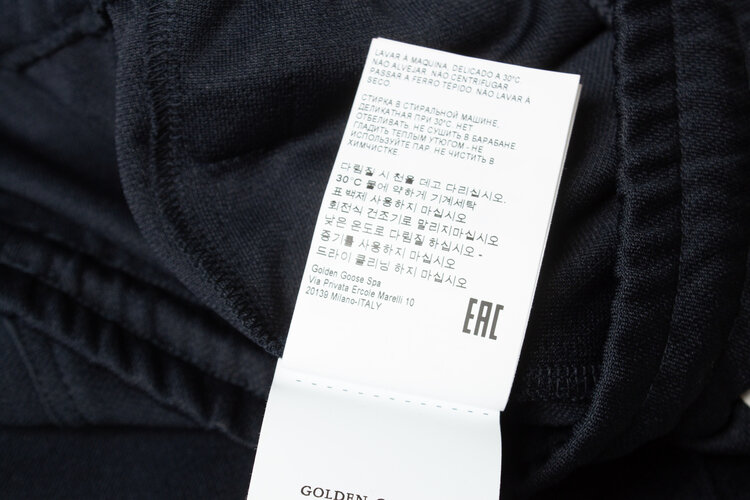 LAVAR À MAQUINA, DELICADO A 30°C.
NÃO ALVEJAR. NÃO CENTRIFUGAR
PASSAR A FERRO TEPIDO. NÃO LAVAR À
SECO.
СТИРКА В СТИРАЛЬНОЙ МАШИНЕ,
ДЕЛИКАТНАЯ ПРИ 30°C. НЕТ
ОТБЕЛИВАТЬ. НЕ СУШИТЬ В БАРАБАНЕ
ГЛАДИТЬ ТЕПЛЫМ УТЮГОМ - НЕ
ИСПОЛЬЗУЙТЕ ПАР. НЕ ЧИСТИТЬ В
ХИМЧИСТКЕ
다림질 시 천을 데고 다리십시오.
30°C 물에 약하게 기계세탁
표백제 사용하지 마십시오
회전식 건조기로 말리지마십시오
낮은 온도로 다림질 하십시오 -
증기를 사용하지 마십시오
드라이 클리닝 하지 마십시오
Golden Goose Spa
Via Privata Ercole Marelli 10
20139 Milano-ITALY
EAC
GOLDEN